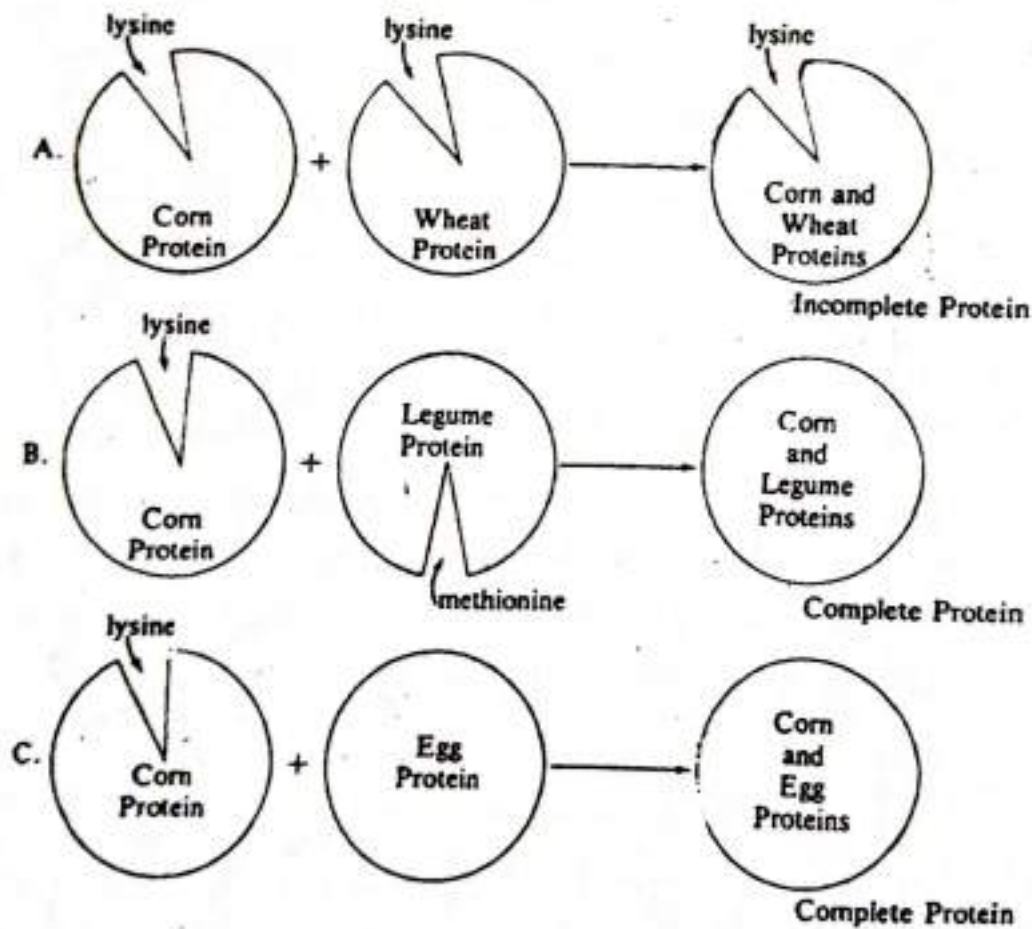 lysine
lysine
lysine
A.
Corn
Protein
+
Wheat
Protein
Corn and
Wheat
Proteins
Incomplete Protein
lysine
B.
Corn
Protein
+
Legume
Protein
methionine
Corn
and
Legume
Proteins
Complete Protein
lysine
C.
Corn
Protein
+
Egg
Protein
Corn
and
Egg
Proteins
Complete Protein